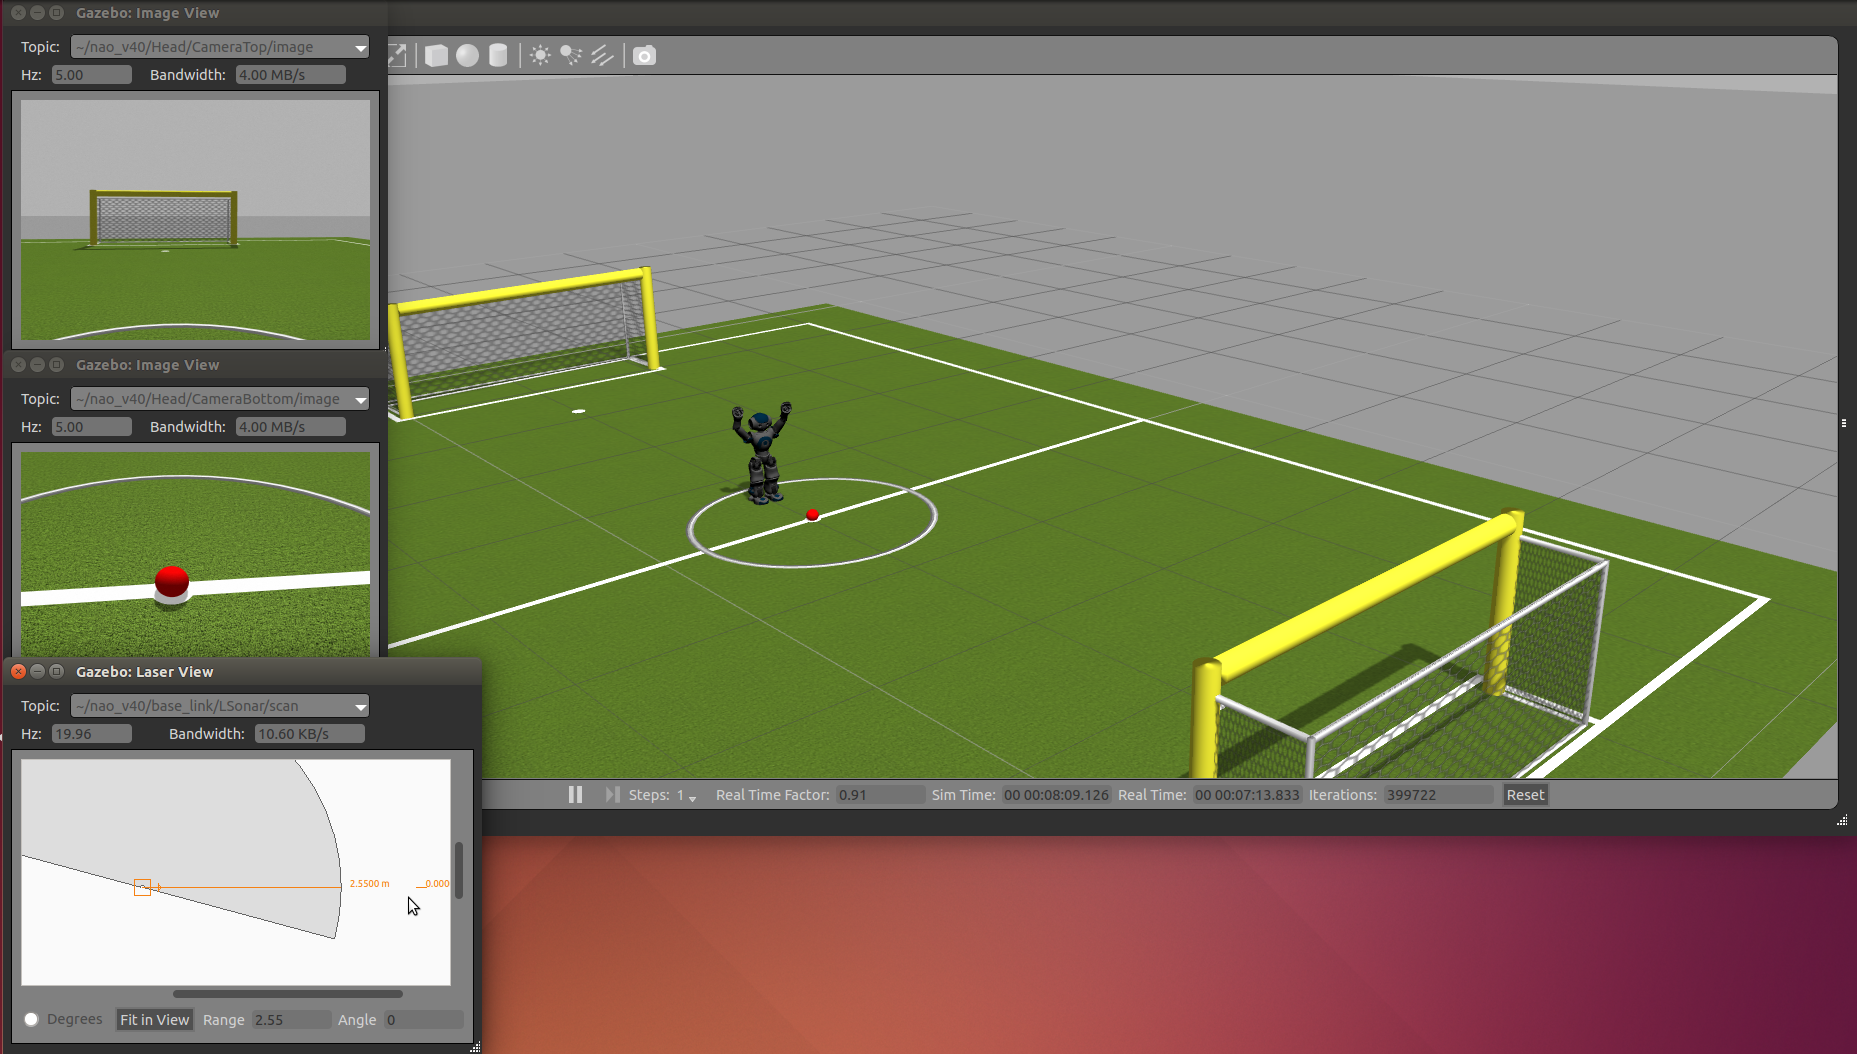 Gazebo: Image View
Topic: ~/nao_v40/Head/CameraTop/image
Hz: 5.00 Bandwidth: 4.00 MB/s
Gazebo: Image View
Topic: ~/nao_v40/Head/CameraBottom/image
Hz: 5.00 Bandwidth: 4.00 MB/s
Gazebo: Laser View
Topic: ~/nao_v40/base_link/LSonar/scan
Hz: 19.96 Bandwidth: 10.60 KB/s
2.5500 m 0.000
Degrees Fit in View Range 2.55 Angle 0
Steps: 1 Real Time Factor: 0.91 Sim Time: 00 00:08:09.126 Real Time: 00 00:07:13.833 Iterations: 399722 Reset